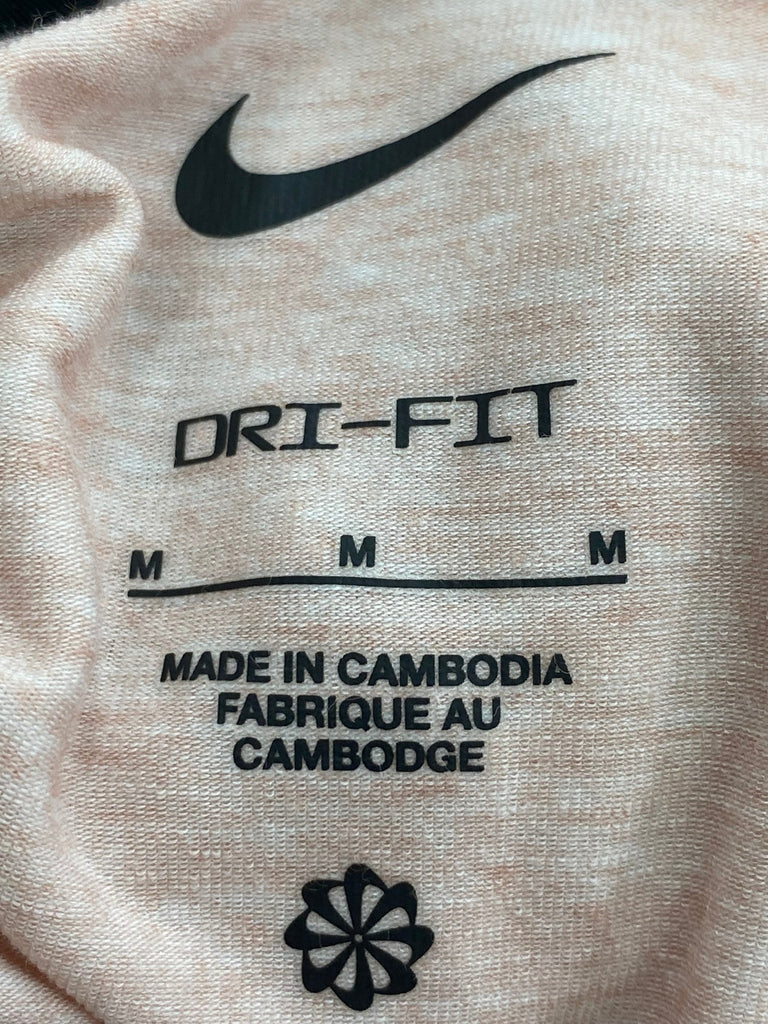 DRI-FIT
M M M
MADE IN CAMBODIA
FABRIQUE AU
CAMBODGE